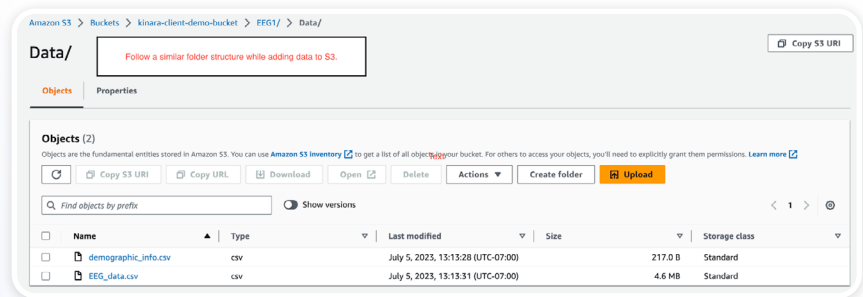 Amazon S3 > Buckets > kinara-client-demo-bucket > EEG1/ > Data/
Data/
Follow a similar folder structure while adding data to S3.
Copy S3 URI
Objects Properties
Objects (2)
Objects are the fundamental entities stored in Amazon S3. You can use Amazon S3 inventory to get a list of all objects in your bucket. For others to access your objects, you'll need to explicitly grant them permissions. Learn more
Text
Copy S3 URI Copy URL Download Open Delete Actions Create folder Upload
Find objects by prefix Show versions < 1 >
Name Type Last modified Size Storage class
demographic_info.csv csv July 5, 2023, 13:13:28 (UTC-07:00) 217.0 B Standard
EEG_data.csv csv July 5, 2023, 13:13:31 (UTC-07:00) 4.6 MB Standard